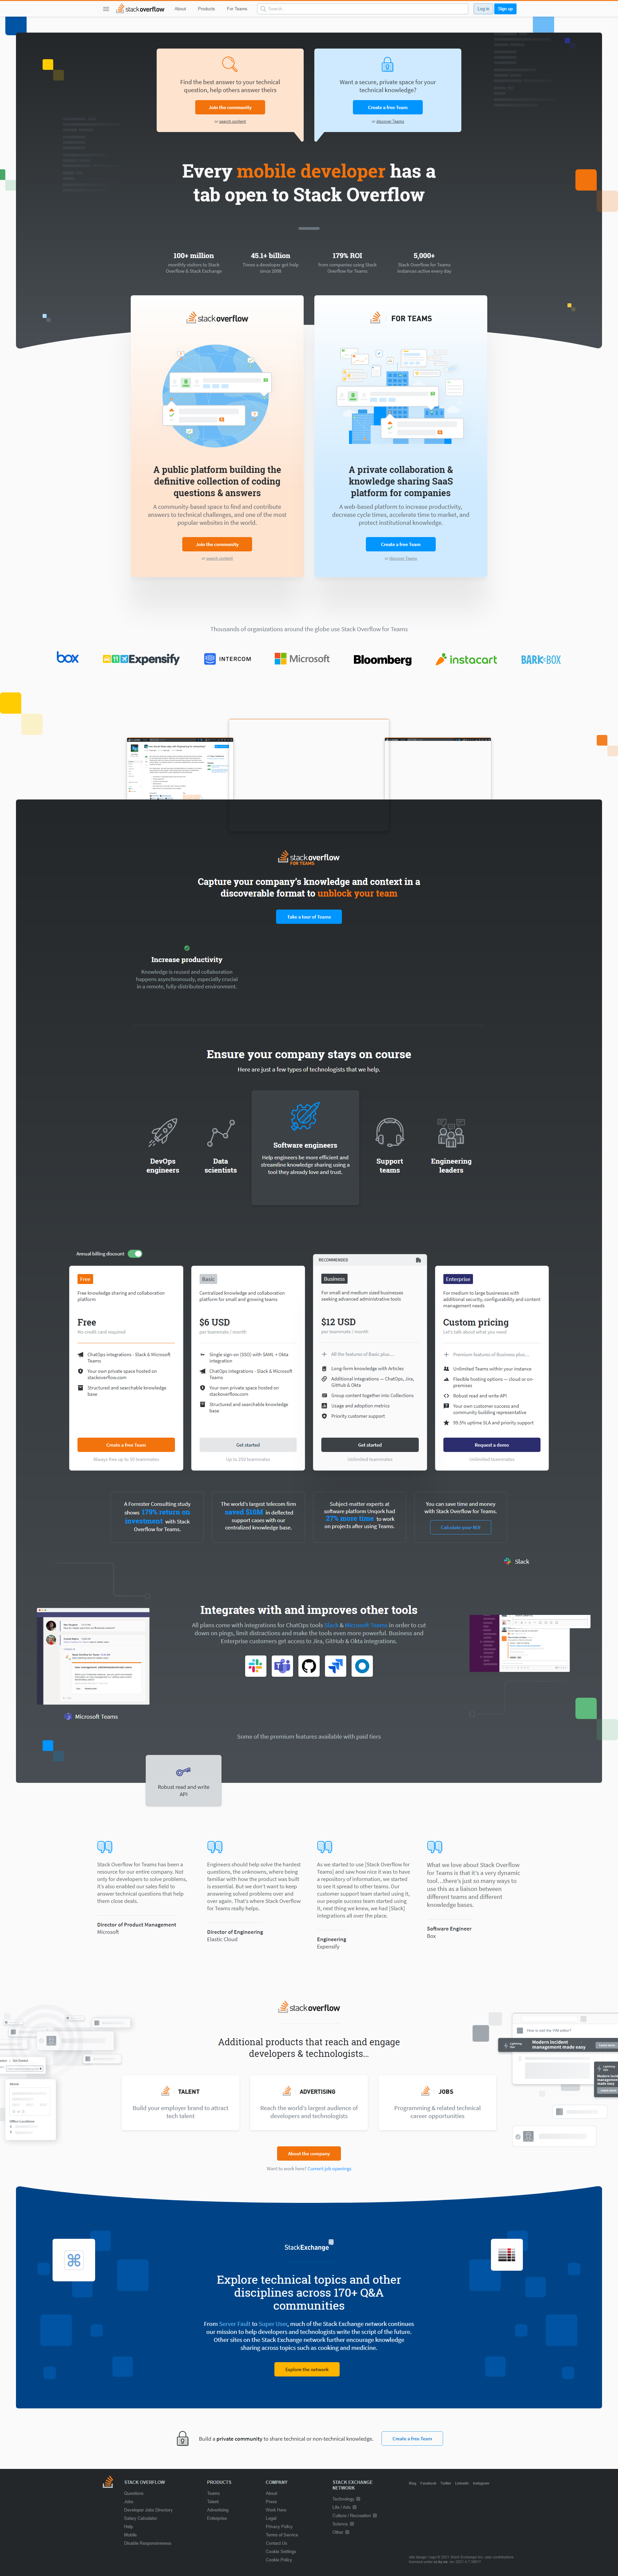 stackoverflow
About
Products
For Teams
Search…
Log in
Sign up
Find the best answer to your technical
question, help others answer theirs
Join the community
or search content
Want a secure, private space for your
technical knowledge?
Create a free Team
or discover Teams
Every mobile developer has a
tab open to Stack Overflow
100+ million
monthly visitors to Stack
Overflow & Stack Exchange
45.1+ billion
Times a developer got help
since 2008
179% ROI
from companies using Stack
Overflow for Teams
5,000+
Stack Overflow for Teams
instances active every day
stackoverflow
A public platform building the
definitive collection of coding
questions & answers
A community-based space to find and contribute
answers to technical challenges, and one of the most
popular websites in the world.
Join the community
or search content
FOR TEAMS
A private collaboration &
knowledge sharing SaaS
platform for companies
A web-based platform to increase productivity,
decrease cycle times, accelerate time to market, and
protect institutional knowledge.
Create a free Team
or discover Teams
Thousands of organizations around the globe use Stack Overflow for Teams
box
Expensify
INTERCOM
Microsoft
Bloomberg
instacart
BARKBOX
stackoverflow
FOR TEAMS
Capture your company's knowledge and context in a
discoverable format to unblock your team
Take a tour of Teams
Increase productivity
Knowledge is reused and collaboration
happens asynchronously, especially crucial
in a remote, fully-distributed environment.
Ensure your company stays on course
Here are just a few types of technologists that we help.
DevOps
engineers
Data
scientists
Software engineers
Help engineers be more efficient and
streamline knowledge sharing using a
tool they already love and trust.
Support
teams
Engineering
leaders
Annual billing discount
Free
Free knowledge sharing and collaboration
platform
Free
No credit card required
ChatOps integrations - Slack & Microsoft
Teams
Your own private space hosted on
stackoverflow.com
Structured and searchable knowledge
base
Create a free Team
Always free up to 50 teammates
Basic
Centralized knowledge and collaboration
platform for small and growing teams
$6 USD
per teammate / month
Single sign-on (SSO) with SAML + Okta
integration
ChatOps integrations - Slack & Microsoft
Teams
Your own private space hosted on
stackoverflow.com
Structured and searchable knowledge
base
Get started
Up to 250 teammates
RECOMMENDED
Business
For small and medium sized businesses
seeking advanced administrative tools
$12 USD
per teammate / month
All the features of Basic plus…
Long-form knowledge with Articles
Additional integrations — ChatOps, Jira,
GitHub & Okta
Group content together into Collections
Usage and adoption metrics
Priority customer support
Get started
Unlimited teammates
Enterprise
For medium to large businesses with
additional security, configurability and content
management needs
Custom pricing
Let's talk about what you need
Premium features of Business plus…
Unlimited Teams within your instance
Flexible hosting options — cloud or on-
premises
Robust read and write API
Your own customer success and
community building representative
99.5% uptime SLA and priority support
Request a demo
Unlimited teammates
A Forrester Consulting study
shows 179% return on
investment with Stack
Overflow for Teams.
The world's largest telecom firm
saved $10M in deflected
support cases with our
centralized knowledge base.
Subject-matter experts at
software platform Unqork had
27% more time to work
on projects after using Teams.
You can save time and money
with Stack Overflow for Teams.
Calculate your ROI
Slack
Integrates with and improves other tools
All plans come with integrations for ChatOps tools Slack & Microsoft Teams in order to cut
down on pings, limit distractions and make the tools even more powerful. Business and
Enterprise customers get access to Jira, GitHub & Okta integrations.
Microsoft Teams
Some of the premium features available with paid tiers
Robust read and write
API
Stack Overflow for Teams has been a
resource for our entire company. Not
only for developers to solve problems,
it's also enabled our sales field to
answer technical questions that help
them close deals.
Director of Product Management
Microsoft
Engineers should help solve the hardest
questions, the unknowns, where being
familiar with how the product was built
is essential. But we don't want to keep
answering solved problems over and
over again. That's where Stack Overflow
for Teams really helps.
Director of Engineering
Elastic Cloud
As we started to use [Stack Overflow for
Teams] and saw how nice it was to have
a repository of information, we started
to see it spread to other teams. Our
customer support team started using it,
our people success team started using
it, next thing we knew, we had [Slack]
integrations all over the place.
Engineering
Expensify
What we love about Stack Overflow
for Teams is that it's a very dynamic
tool…there's just so many ways to
use this as a liaison between
different teams and different
knowledge bases.
Software Engineer
Box
stackoverflow
Additional products that reach and engage
developers & technologists…
TALENT
Build your employer brand to attract
tech talent
ADVERTISING
Reach the world's largest audience of
developers and technologists
JOBS
Programming & related technical
career opportunities
About the company
Want to work here? Current job openings
Office Locations
How to exit the VIM editor?
Modern Incident
management made easy
StackExchange
Explore technical topics and other
disciplines across 170+ Q&A
communities
From Server Fault to Super User, much of the Stack Exchange network continues
our mission to help developers and technologists write the script of the future.
Other sites on the Stack Exchange network further encourage knowledge
sharing across topics such as cooking and medicine.
Explore the network
Build a private community to share technical or non-technical knowledge.
Create a free Team
STACK OVERFLOW
Questions
Jobs
Developer Jobs Directory
Salary Calculator
Help
Mobile
Disable Responsiveness
PRODUCTS
Teams
Talent
Advertising
Enterprise
COMPANY
About
Press
Work Here
Legal
Privacy Policy
Terms of Service
Contact Us
Cookie Settings
Cookie Policy
STACK EXCHANGE
NETWORK
Technology
Life / Arts
Culture / Recreation
Science
Other
Blog
Facebook
Twitter
LinkedIn
Instagram